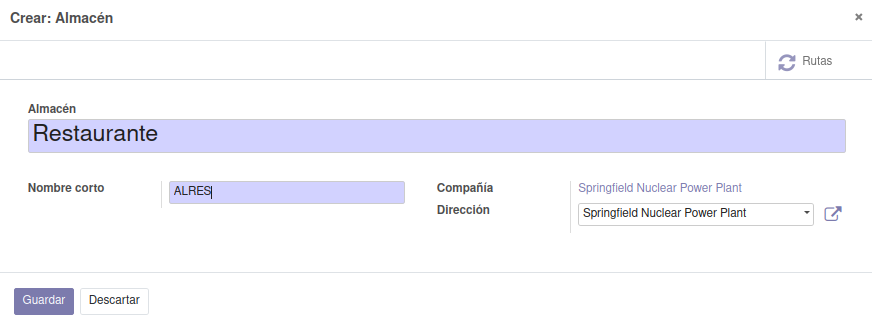 Crear: Almacén
×
Rutas
Almacén
Restaurante
Nombre corto
ALRES
Compañía
Springfield Nuclear Power Plant
Dirección
Springfield Nuclear Power Plant
Guardar
Descartar